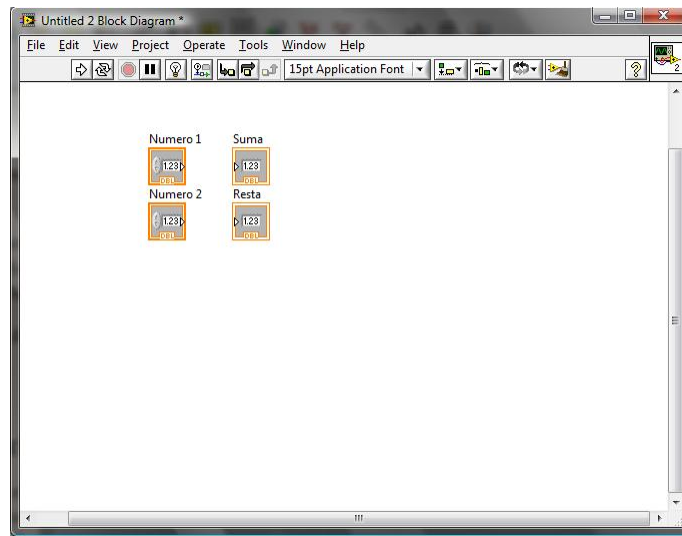 Untitled 2 Block Diagram *
File Edit View Project Operate Tools Window Help
15pt Application Font
2
Numero 1 Suma
1.23 1.23
DBL DBL
Numero 2 Resta
1.23 1.23
DBL DBL